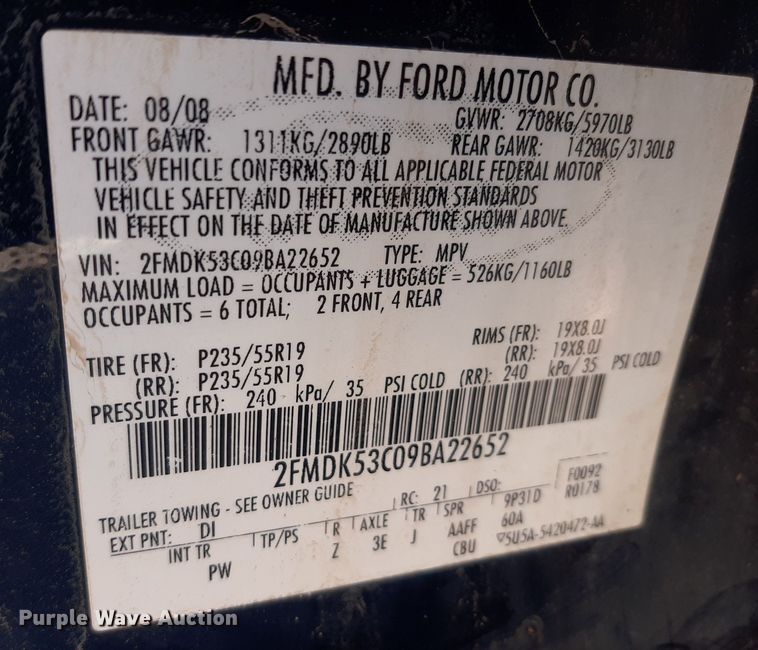 MFD. BY FORD MOTOR CO.
DATE: 08/08 GVWR: 2708KG/5970LB
FRONT GAWR: 1311KG/2890LB REAR GAWR: 1420KG/3130LB
THIS VEHICLE CONFORMS TO ALL APPLICABLE FEDERAL MOTOR
VEHICLE SAFETY AND THEFT PREVENTION STANDARDS
IN EFFECT ON THE DATE OF MANUFACTURE SHOWN ABOVE.
VIN: 2FMDK53C09BA22652 TYPE: MPV
MAXIMUM LOAD = OCCUPANTS + LUGGAGE = 526KG/1160LB
OCCUPANTS = 6 TOTAL; 2 FRONT, 4 REAR
TIRE (FR): P235/55R19 RIMS (FR): 19X8.0J
(RR): P235/55R19 (RR): 19X8.0J
PRESSURE (FR): 240 kPa/ 35 PSI COLD (RR): 240 kPa/ 35 PSI COLD
2FMDK53C09BA22652
TRAILER TOWING - SEE OWNER GUIDE RC: 21 DSO: F0092
EXT PNT: DI 9P31D R0178
INT TR TP/PS R AXLE TR SPR 60A
PW Z 3E J AAFF
CBU 5U5A-5420472-AA
Purple Wave Auction